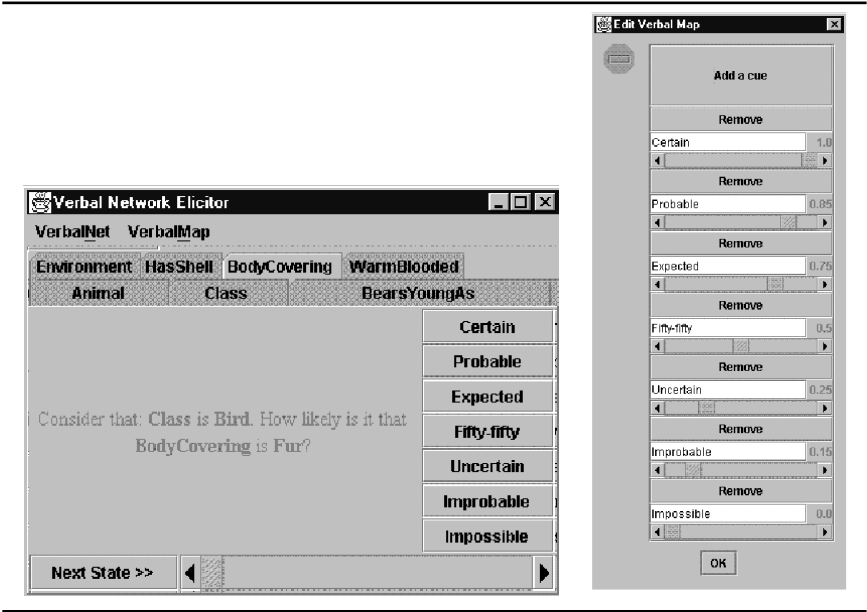 Verbal Network Elicitor
VerbalNet VerbalMap
Environment HasShell BodyCovering WarmBlooded
Animal Class BearsYoungAs
Consider that: Class is Bird. How likely is it that
BodyCovering is Fur?
Certain
Probable
Expected
Fifty-fifty
Uncertain
Improbable
Impossible
Next State >>
Edit Verbal Map
Add a cue
Remove
Certain 1.0
Remove
Probable 0.85
Remove
Expected 0.75
Remove
Fifty-fifty 0.5
Remove
Uncertain 0.25
Remove
Improbable 0.15
Remove
Impossible 0.0
OK